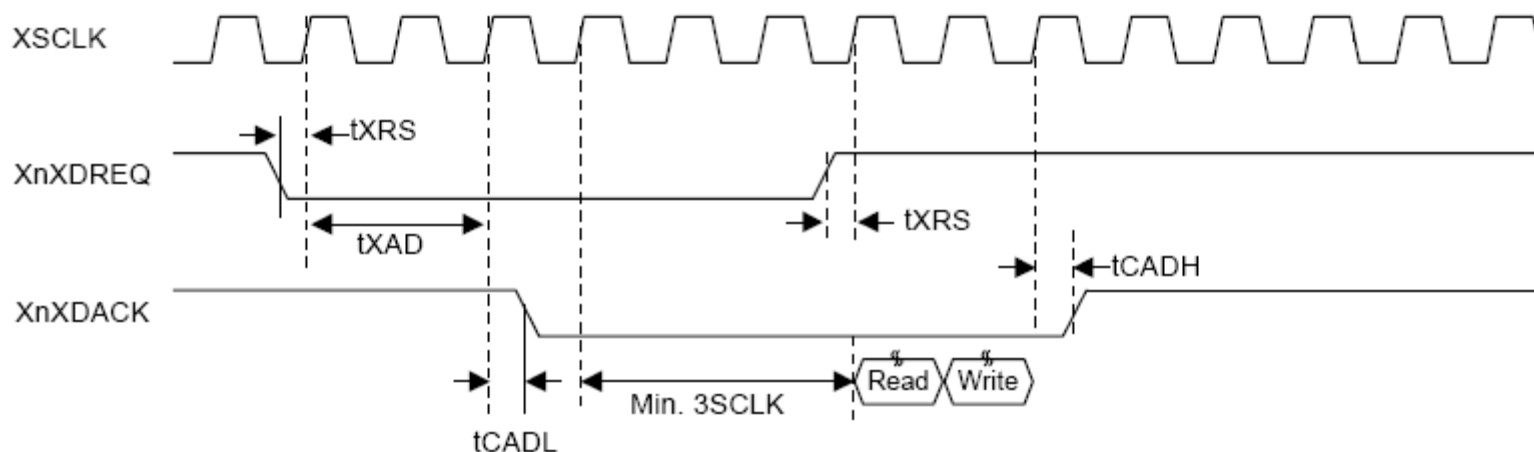 XSCLK
tXRS
XnXDREQ
tXRS
tXAD
tCADH
XnXDACK
Read Write
Min. 3SCLK
tCADL